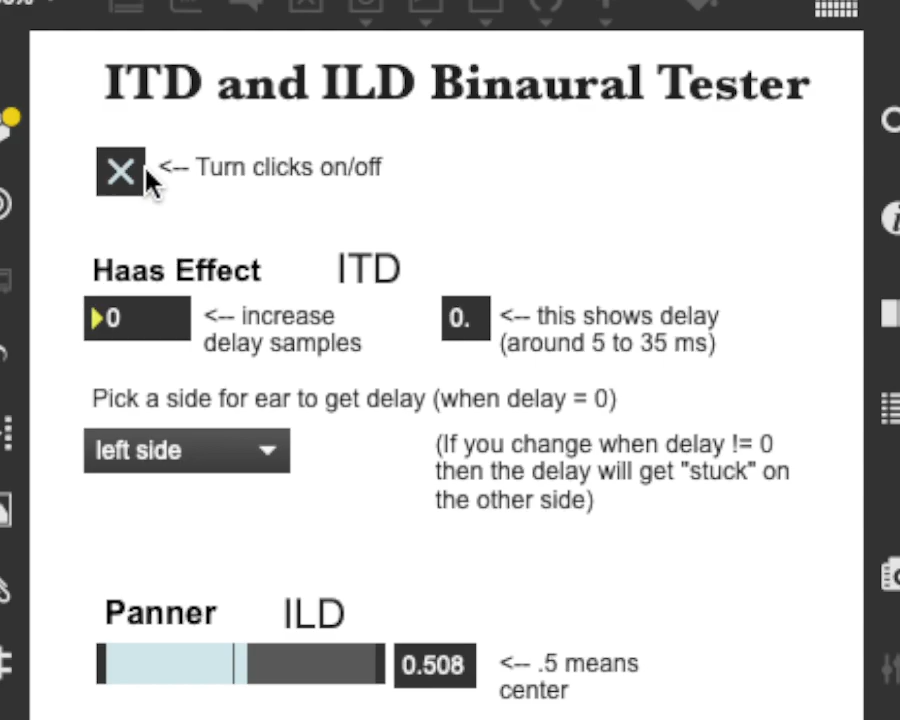 ITD and ILD Binaural Tester
<-- Turn clicks on/off
Haas Effect ITD
0 <-- increase 0. <-- this shows delay
delay samples (around 5 to 35 ms)
Pick a side for ear to get delay (when delay = 0)
left side (If you change when delay != 0
then the delay will get "stuck" on
the other side)
Panner ILD
0.508 <-- .5 means
center